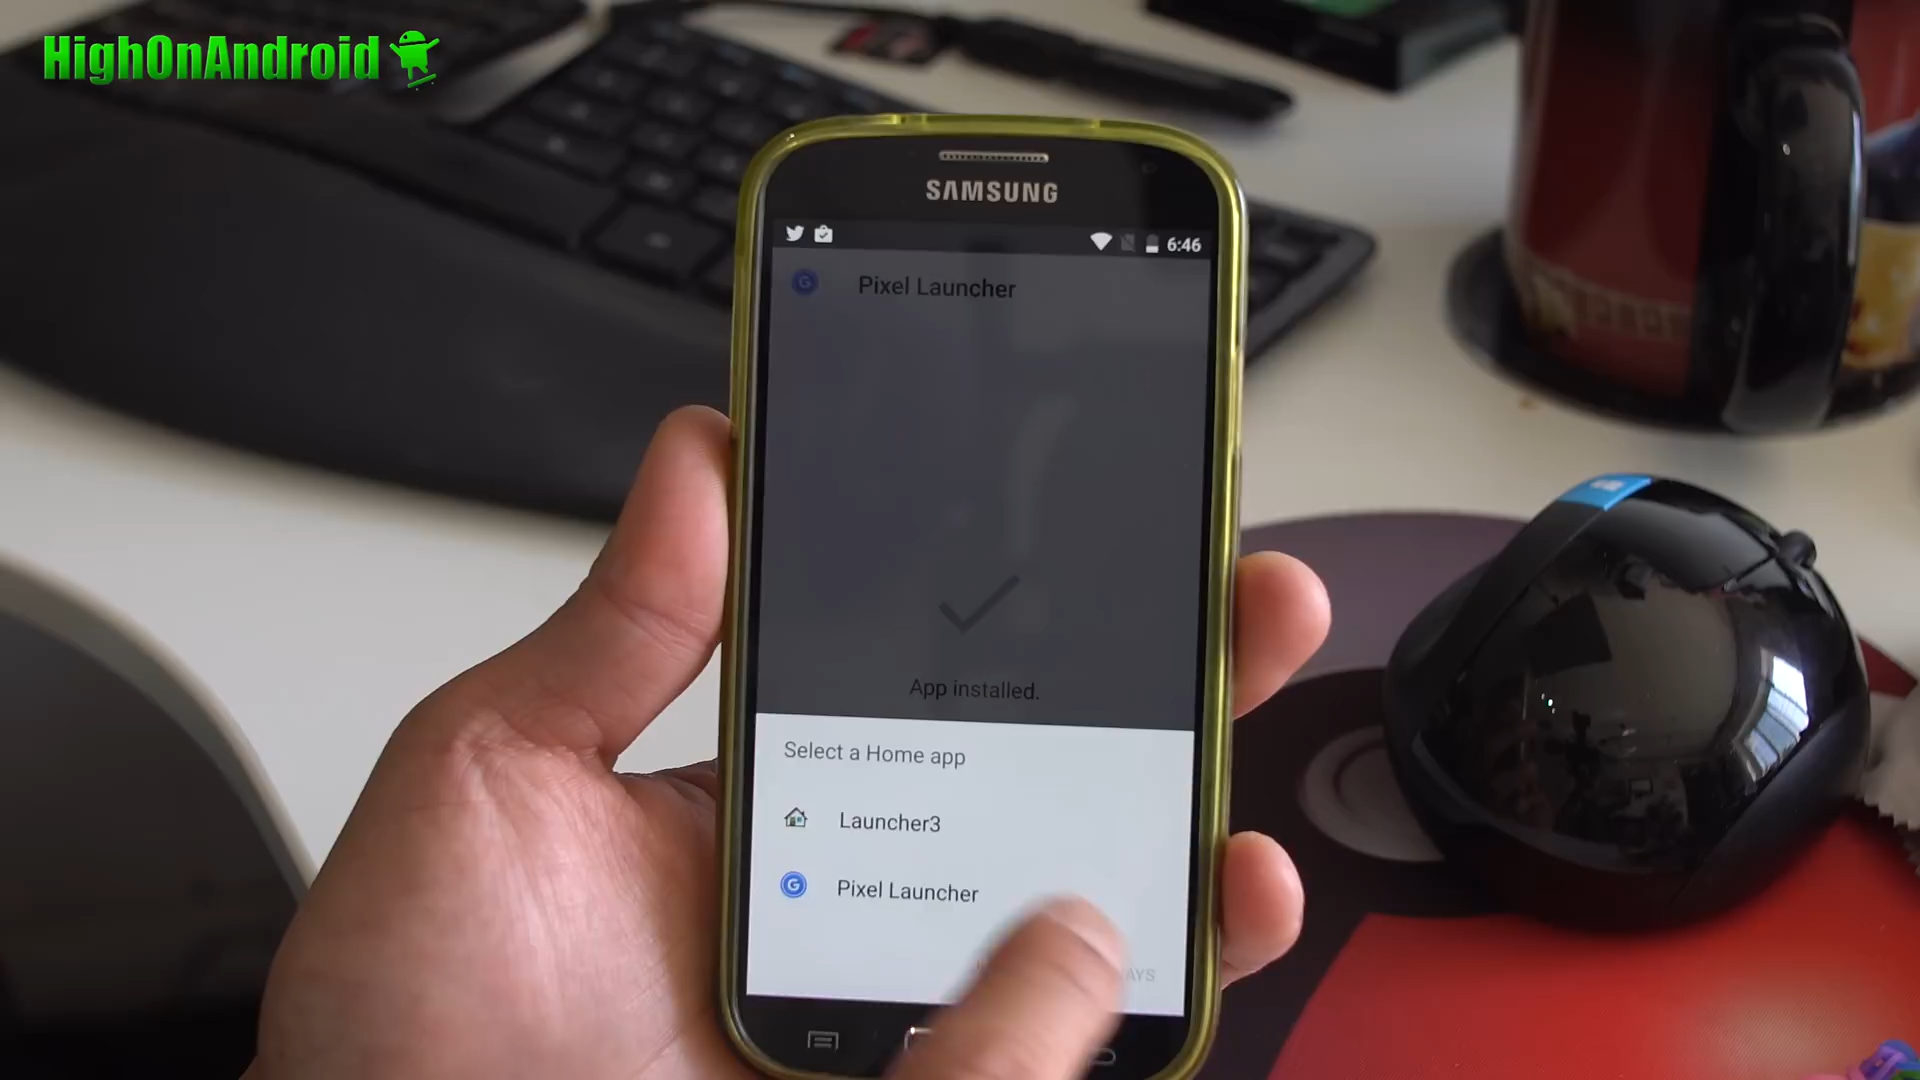 HighOnAndroid
SAMSUNG
6:46
Pixel Launcher
App installed.
Select a Home app
Launcher3
Pixel Launcher